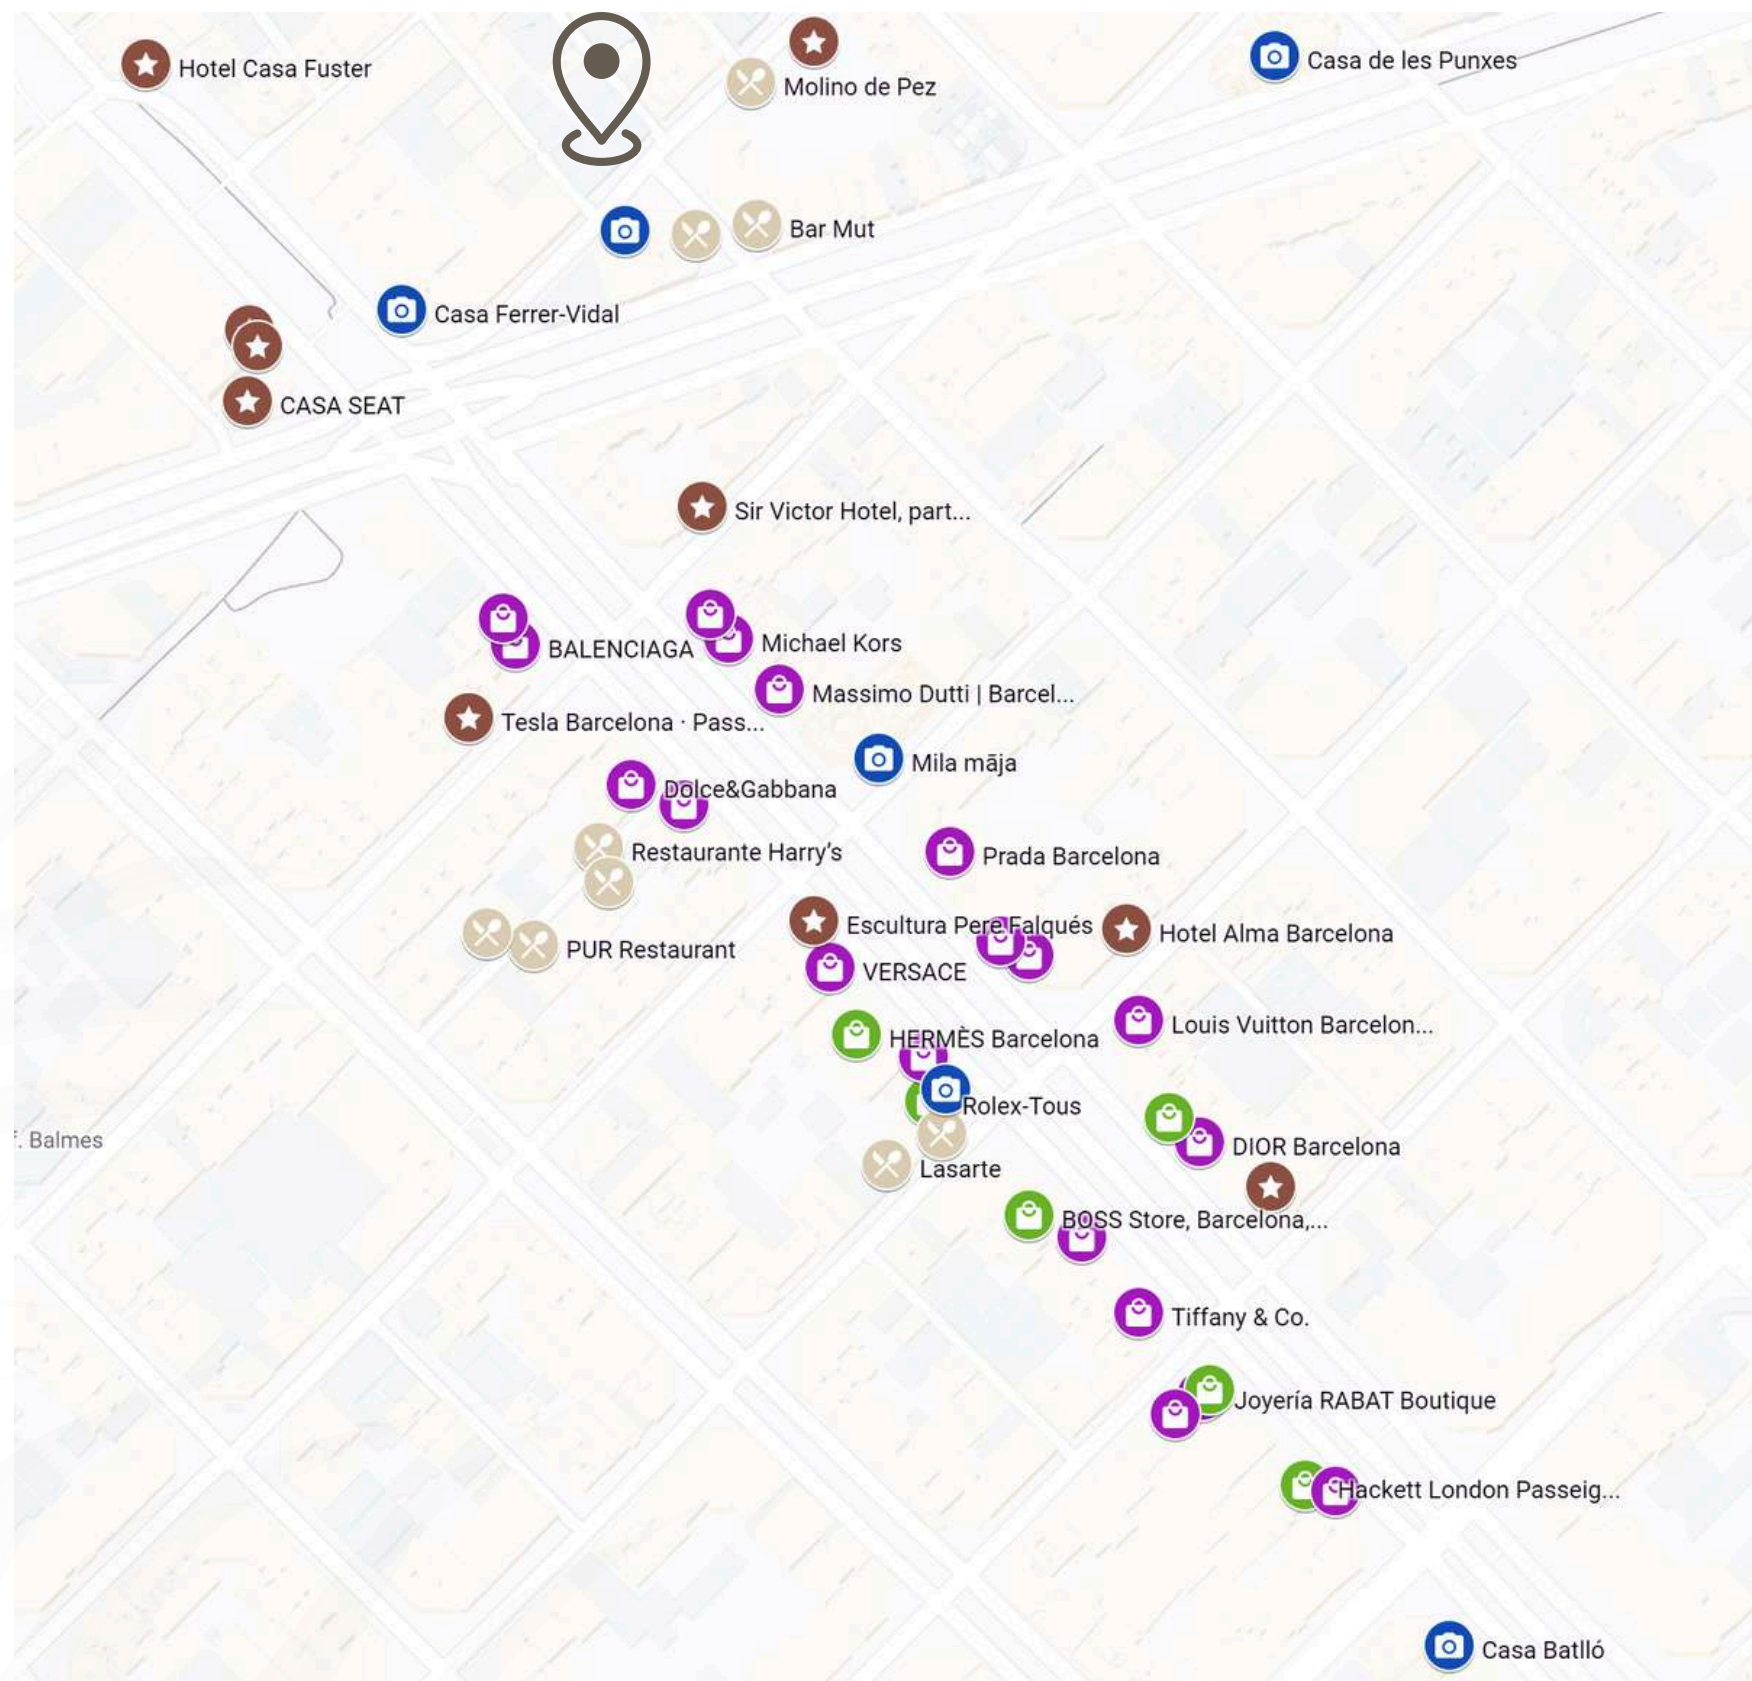 Hotel Casa Fuster
Molino de Pez
Casa de les Punxes
Bar Mut
Casa Ferrer-Vidal
CASA SEAT
Sir Victor Hotel, part...
BALENCIAGA
Michael Kors
Massimo Dutti | Barcel...
Tesla Barcelona · Pass...
Mila māja
Dolce&Gabbana
Restaurante Harry’s
Prada Barcelona
Escultura Pere Falqués
Hotel Alma Barcelona
PUR Restaurant
VERSACE
Louis Vuitton Barcelon...
HERMÈS Barcelona
Rolex-Tous
f. Balmes
DIOR Barcelona
Lasarte
BOSS Store, Barcelona,...
Tiffany & Co.
Joyería RABAT Boutique
Hackett London Passeig...
Casa Batlló